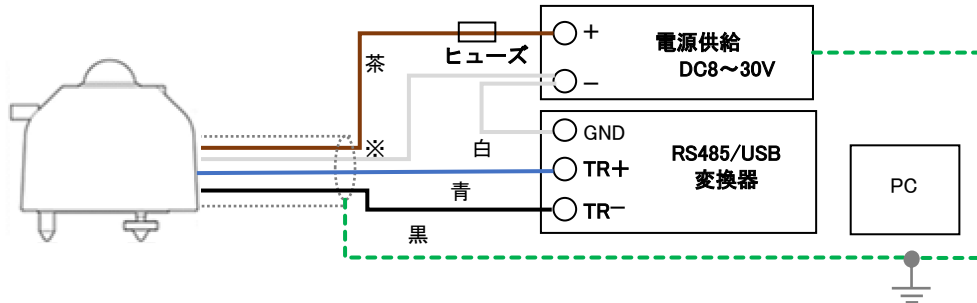 +
電源供給
DC8～30V
ヒューズ
茶
－
※
白
GND
RS485/USB
変換器
TR+
青
TR－
黒
PC